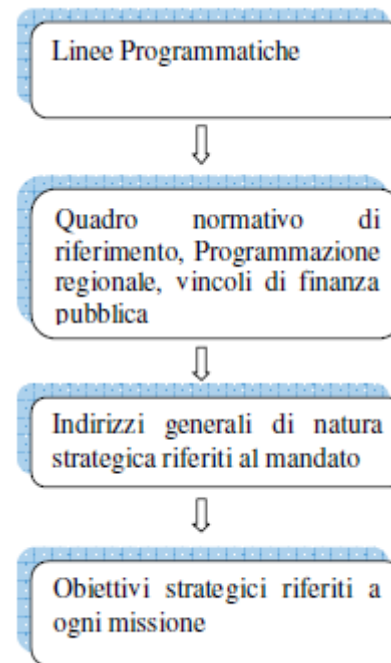 Linee Programmatiche
Quadro normativo di
riferimento, Programmazione
regionale, vincoli di finanza
pubblica
Indirizzi generali di natura
strategica riferiti al mandato
Obiettivi strategici riferiti a
ogni missione